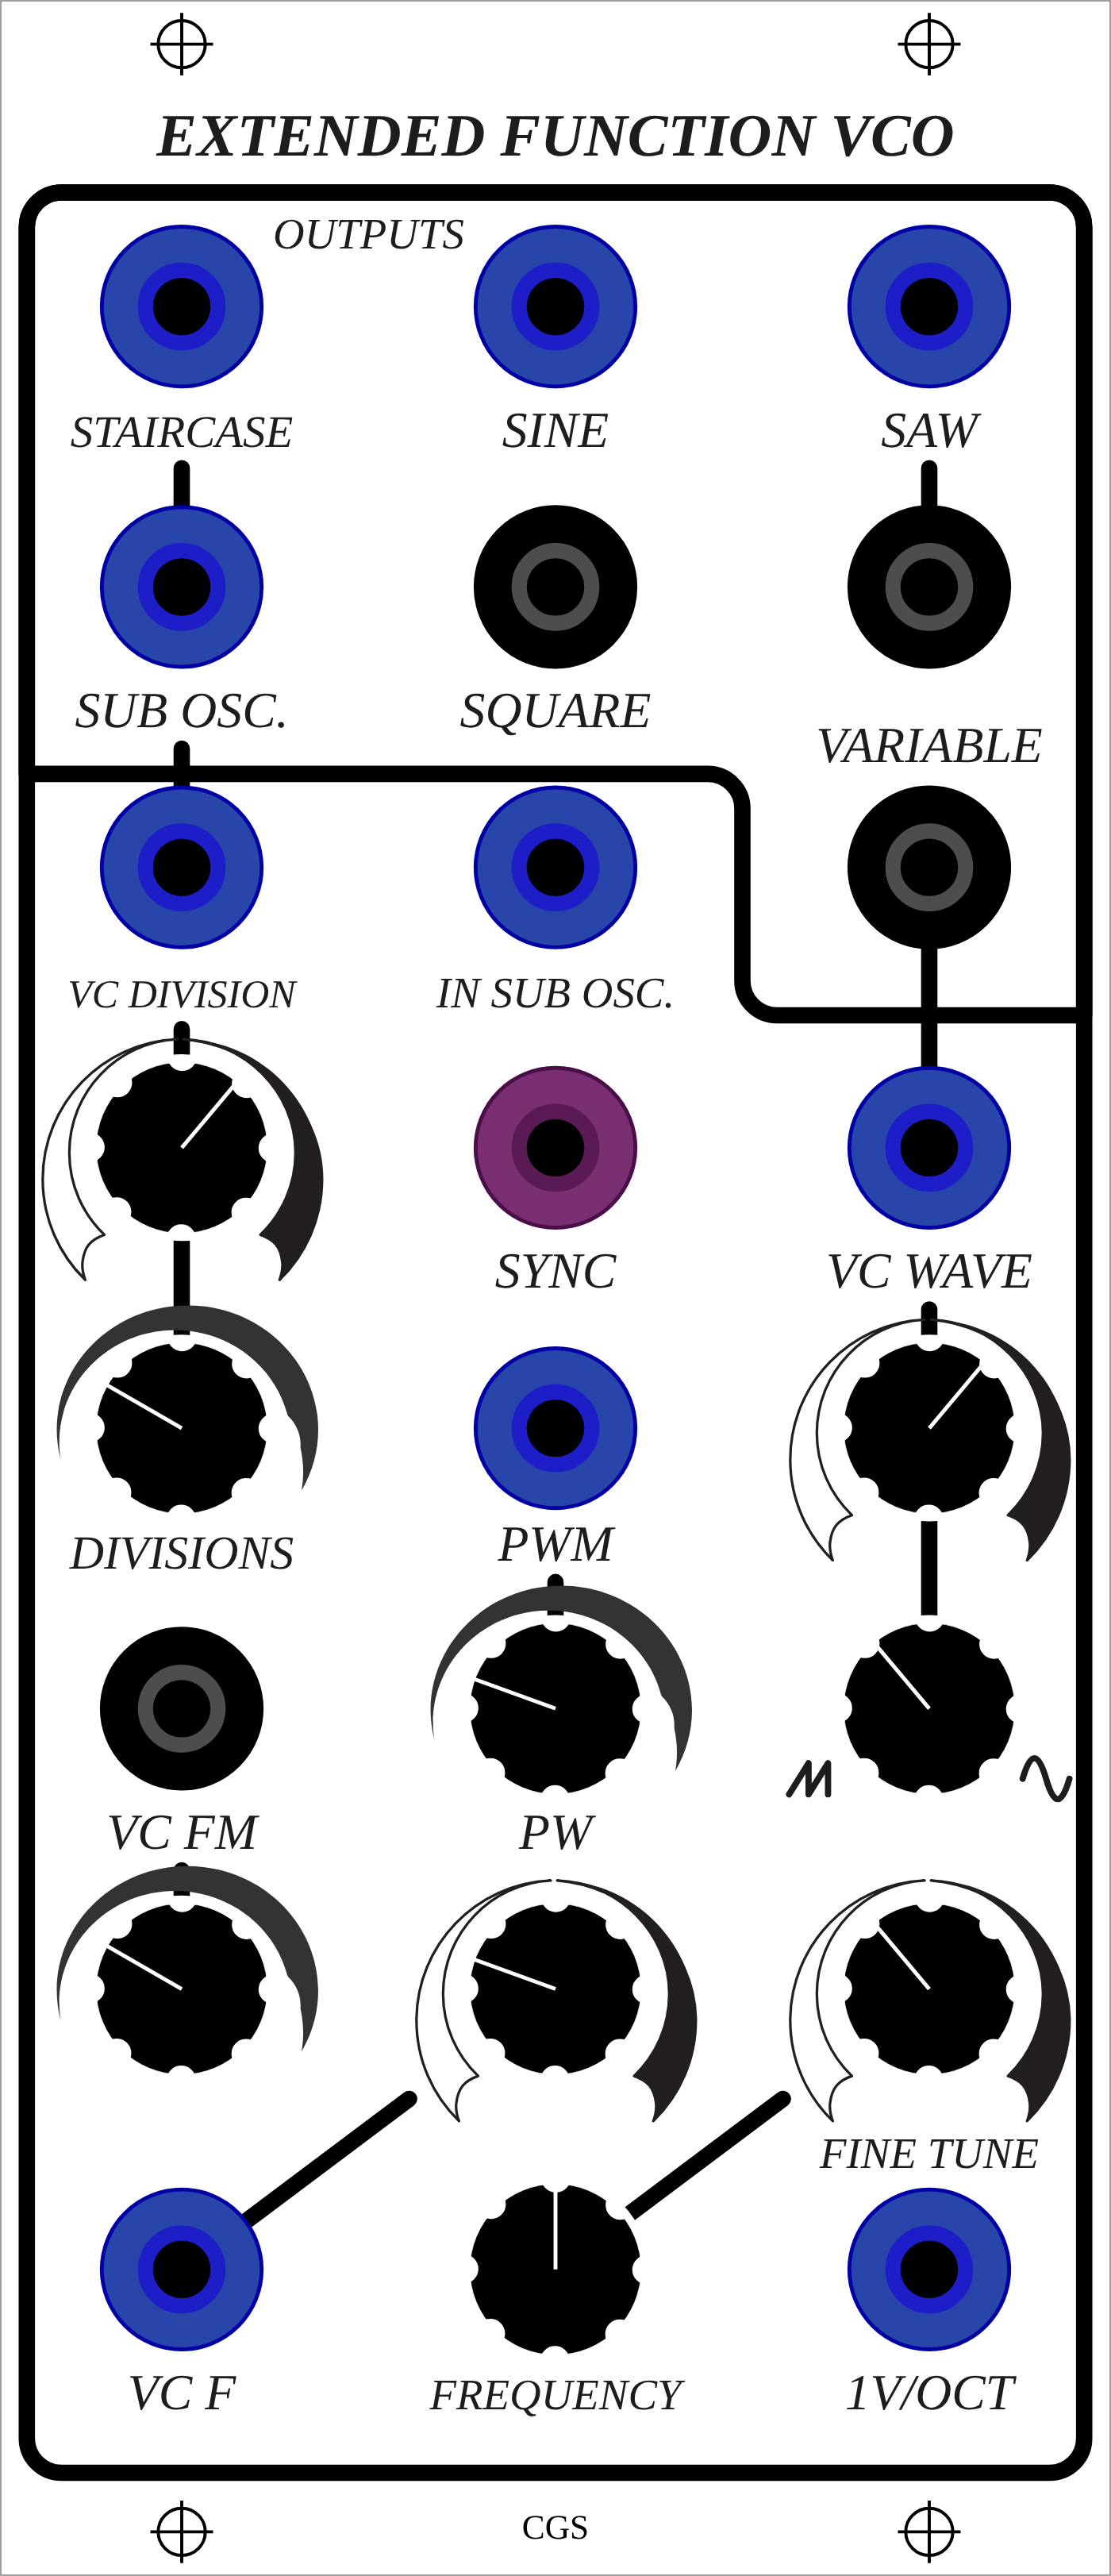 EXTENDED FUNCTION VCO
OUTPUTS
STAIRCASE
SINE
SAW
SUB OSC.
SQUARE
VARIABLE
VC DIVISION
IN SUB OSC.
SYNC
VC WAVE
DIVISIONS
PWM
VC FM
PW
FINE TUNE
VC F
FREQUENCY
1V/OCT
CGS